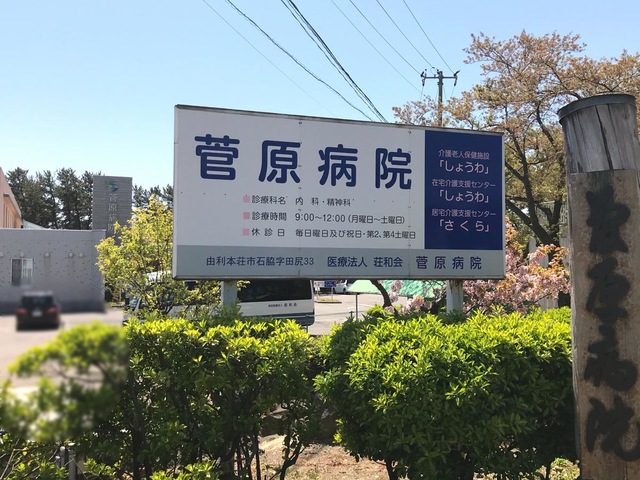 菅原病院
診療科名 内科・精神科
診療時間 9:00～12:00 (月曜日～土曜日)
休診日 毎日曜日及び祝日・第2、第4土曜日
由利本荘市石脇字田尻33 医療法人 荘和会 菅原病院
介護老人保健施設
「しょうわ」
在宅介護支援センター
「しょうわ」
居宅介護支援センター
「さくら」
菅原病院